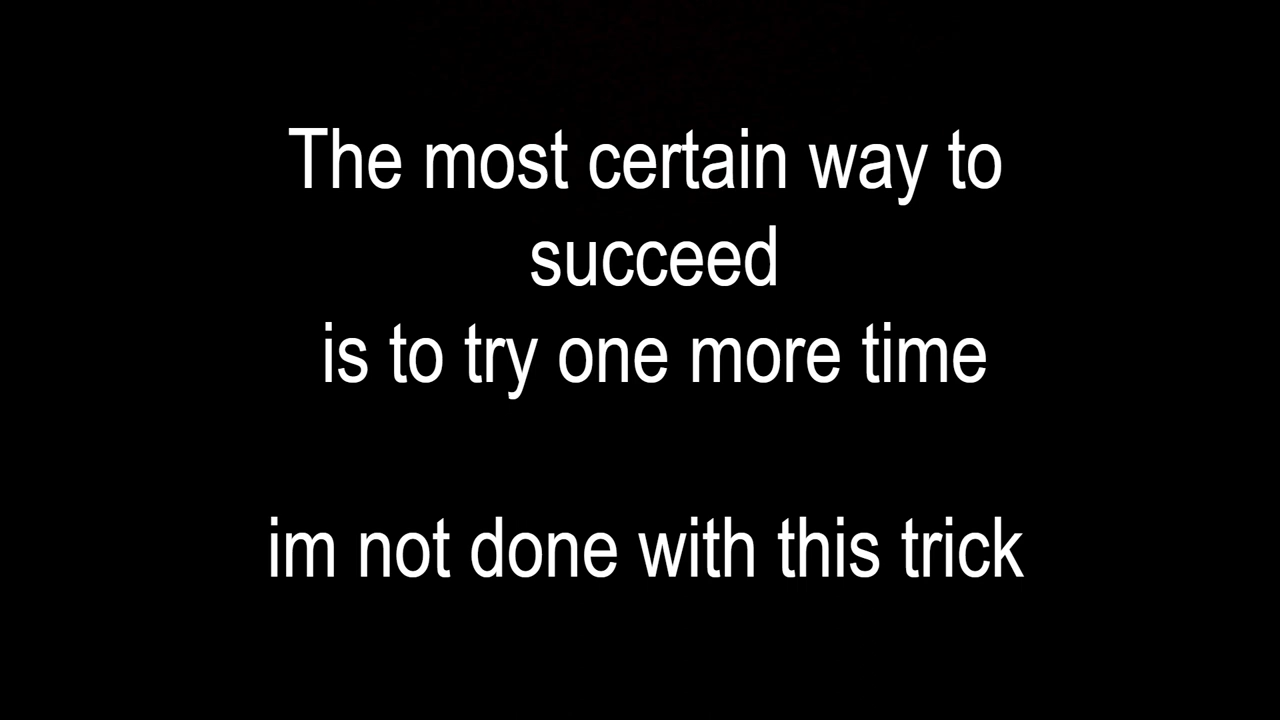 The most certain way to
succeed
is to try one more time
im not done with this trick